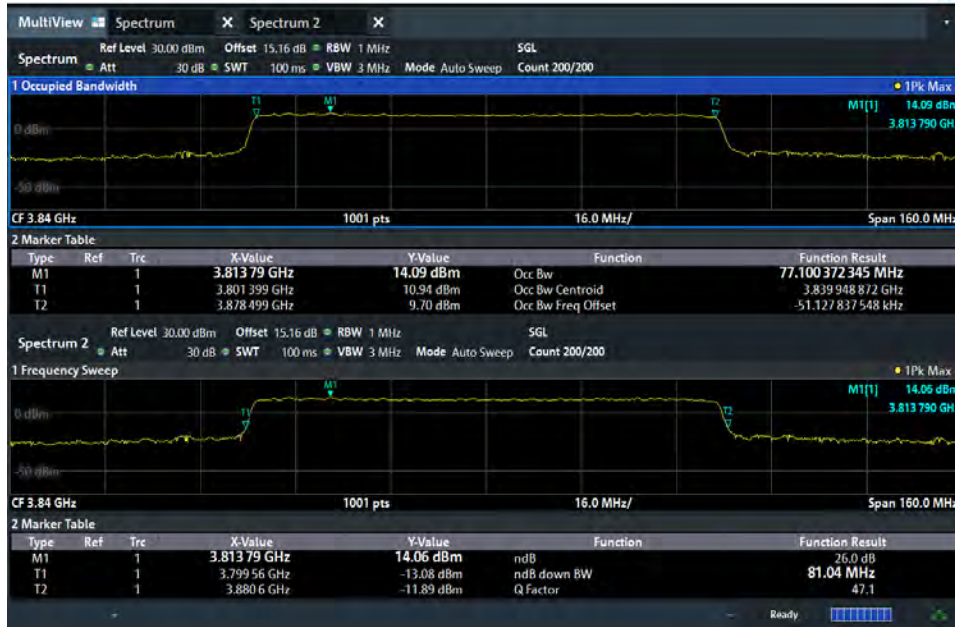 MultiView Spectrum X Spectrum 2 X
Ref Level 30.00 dBm Offset 15.16 dB RBW 1 MHz SGL
Spectrum Att 30 dB SWT 100 ms VBW 3 MHz Mode Auto Sweep Count 200/200
1 Occupied Bandwidth 1Pk Max
T1 M1 T2 M1[1] 14.09 dBm
0 dBm 3.813 790 GH
-50 dBm
CF 3.84 GHz 1001 pts 16.0 MHz/ Span 160.0 MHz
2 Marker Table
Type Ref Trc X-Value Y-Value Function Function Result
M1 1 3.813 79 GHz 14.09 dBm Occ Bw 77.100 372 345 MHz
T1 1 3.801 399 GHz 10.94 dBm Occ Bw Centroid 3.839 948 872 GHz
T2 1 3.878 499 GHz 9.70 dBm Occ Bw Freq Offset -51.127 837 548 kHz
Ref Level 30.00 dBm Offset 15.16 dB RBW 1 MHz SGL
Spectrum 2 Att 30 dB SWT 100 ms VBW 3 MHz Mode Auto Sweep Count 200/200
1 Frequency Sweep 1Pk Max
M1 M1[1] 14.06 dBm
0 dBm T1 T2 3.813 790 GH
-50 dBm
CF 3.84 GHz 1001 pts 16.0 MHz/ Span 160.0 MHz
2 Marker Table
Type Ref Trc X-Value Y-Value Function Function Result
M1 1 3.813 79 GHz 14.06 dBm ndB 26.0 dB
T1 1 3.799 56 GHz -13.08 dBm ndB down BW 81.04 MHz
T2 1 3.880 6 GHz -11.89 dBm Q Factor 47.1
Ready